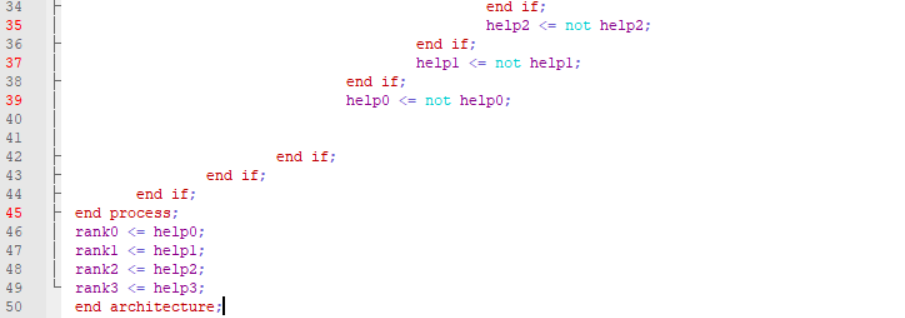 34 end if;
35 help2 <= not help2;
36 end if;
37 help1 <= not help1;
38 end if;
39 help0 <= not help0;
40
41
42 end if;
43 end if;
44 end if;
45 end process;
46 rank0 <= help0;
47 rank1 <= help1;
48 rank2 <= help2;
49 rank3 <= help3;
50 end architecture;